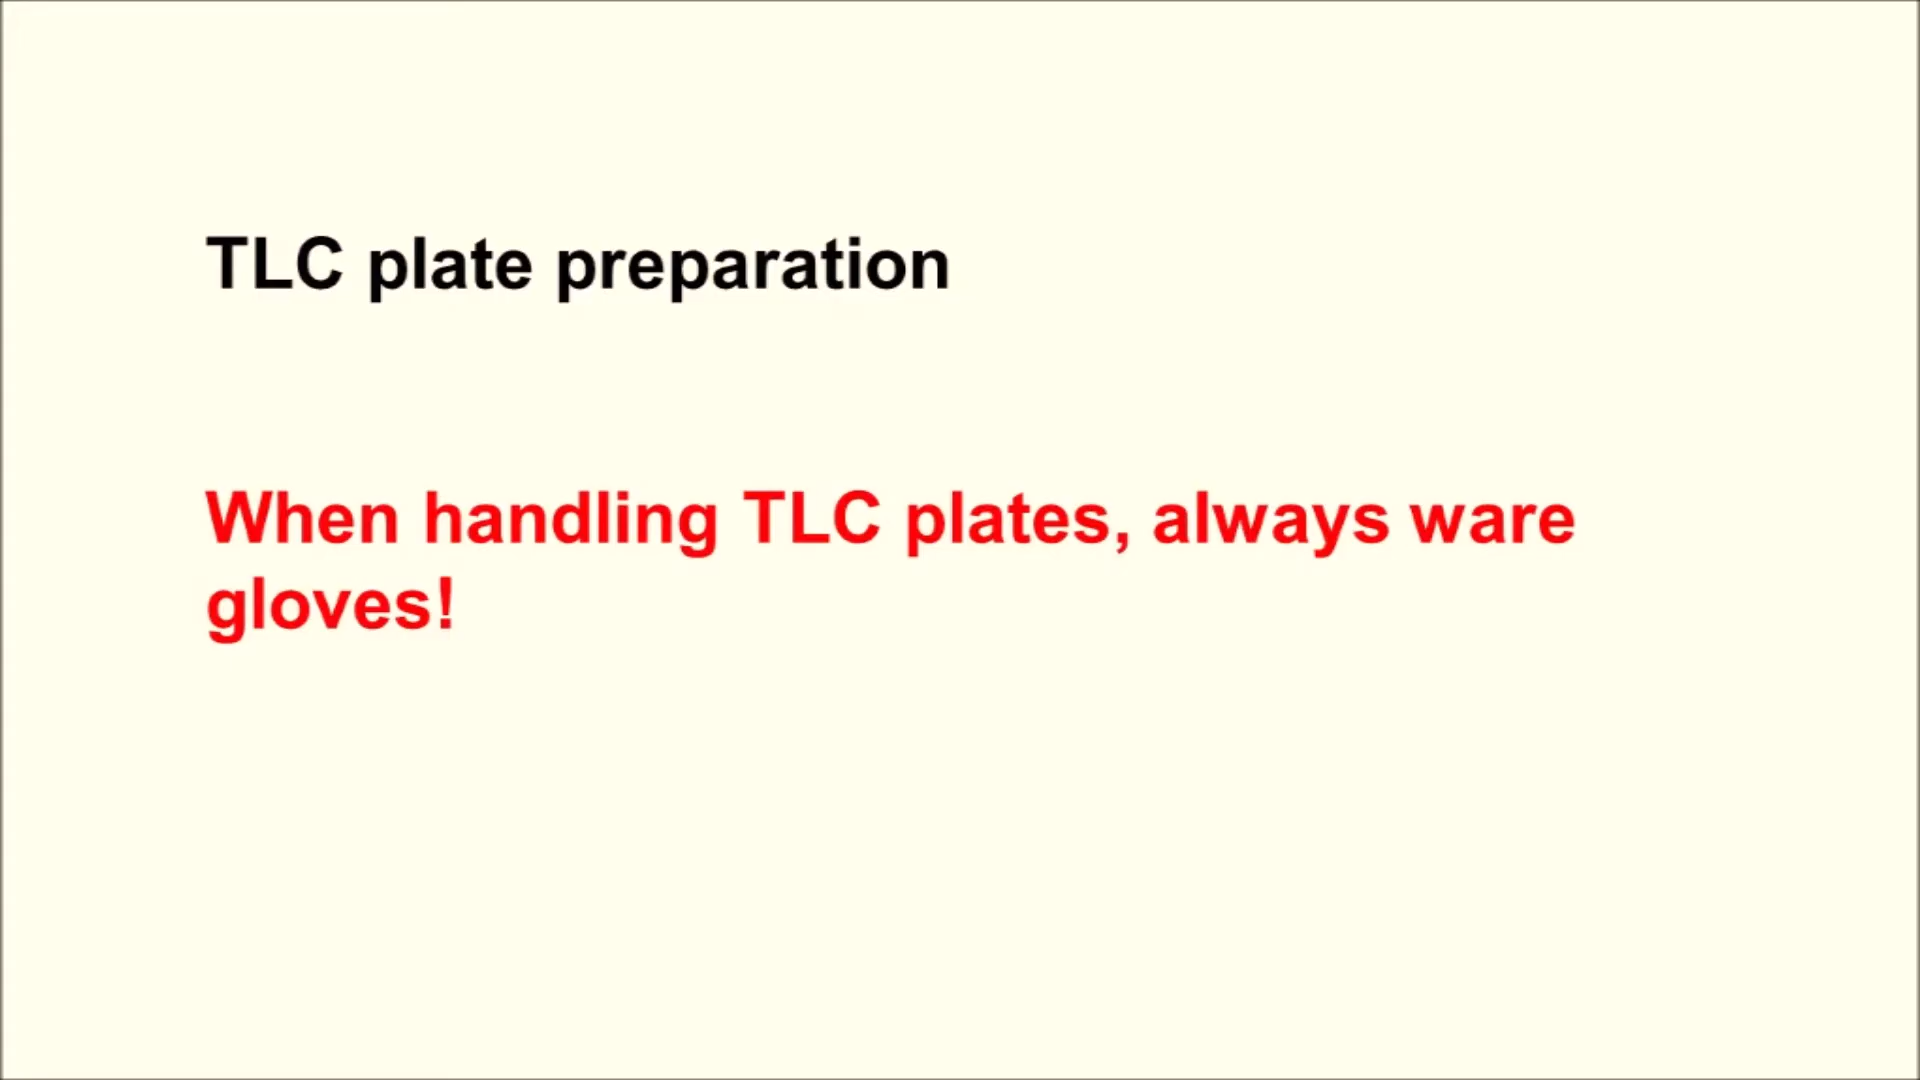 TLC plate preparation
When handling TLC plates, always ware
gloves!